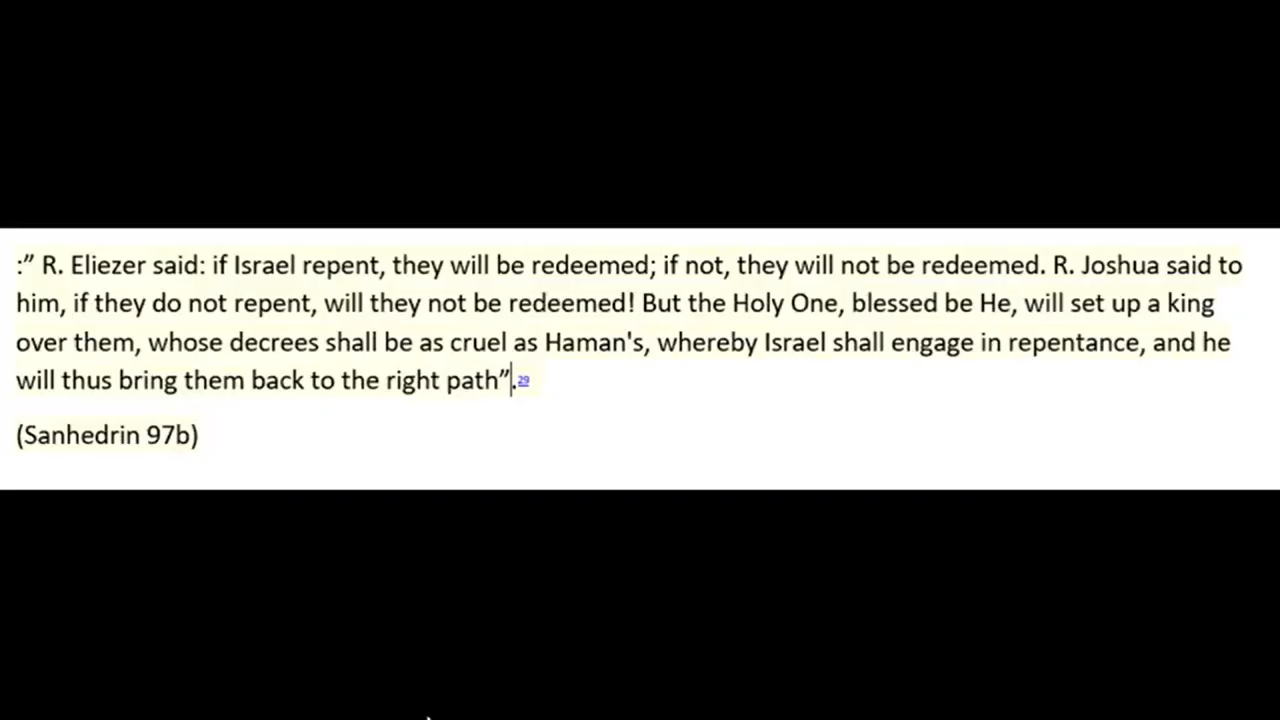 :” R. Eliezer said: if Israel repent, they will be redeemed; if not, they will not be redeemed. R. Joshua said to
him, if they do not repent, will they not be redeemed! But the Holy One, blessed be He, will set up a king
over them, whose decrees shall be as cruel as Haman's, whereby Israel shall engage in repentance, and he
will thus bring them back to the right path”.29
(Sanhedrin 97b)